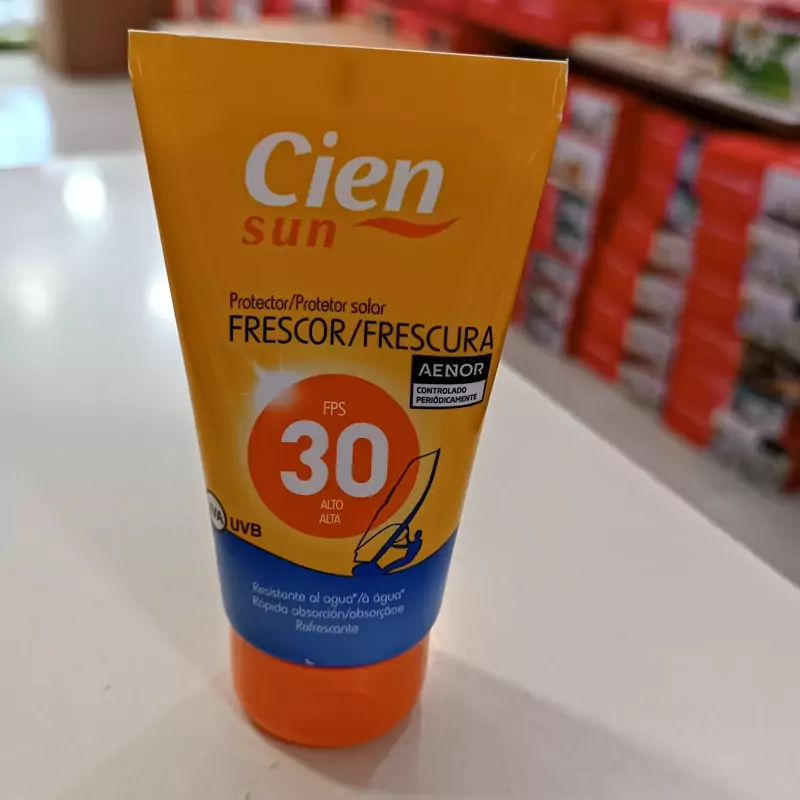 Cien
sun
Protector/Protetor solar
FRESCOR/FRESCURA
AENOR
CONTROLADO
PERIÓDICAMENTE
FPS
30
ALTO
ALTA
UVB
Resistente al agua*/à água*
Rápida absorción/absorção
Refrescante